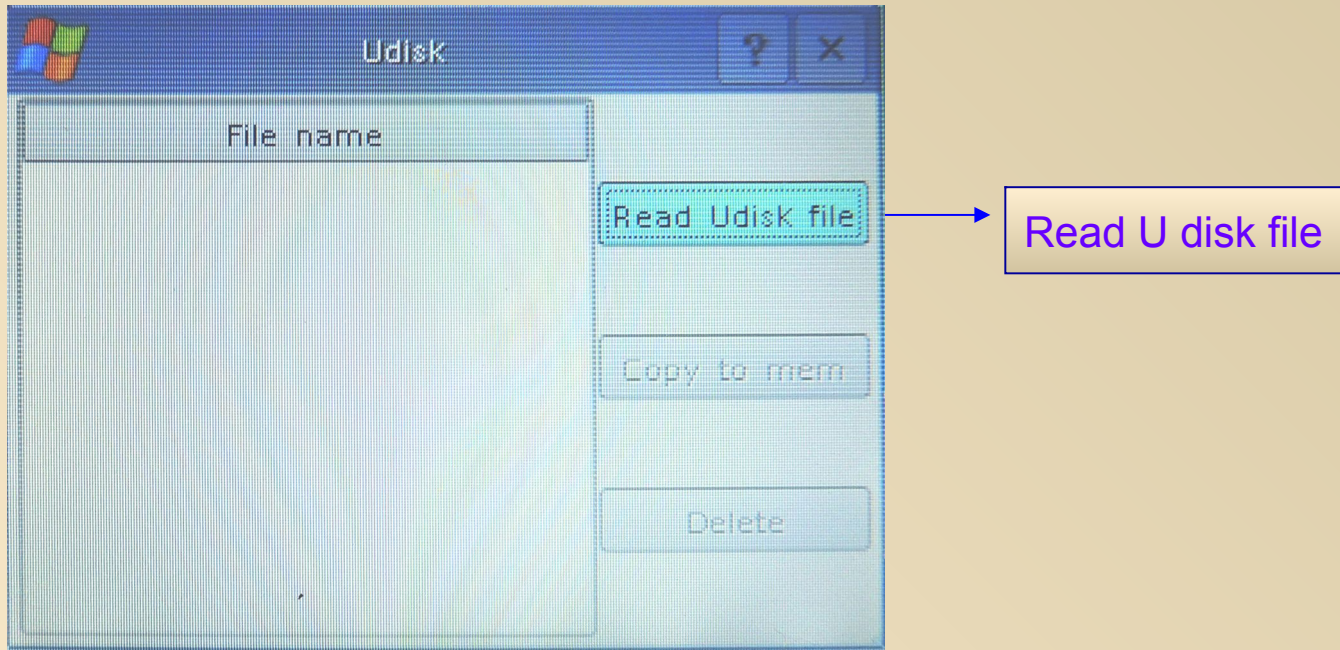 Udisk
?
X
File name
Read Udisk file
Read U disk file
Copy to mem
Delete